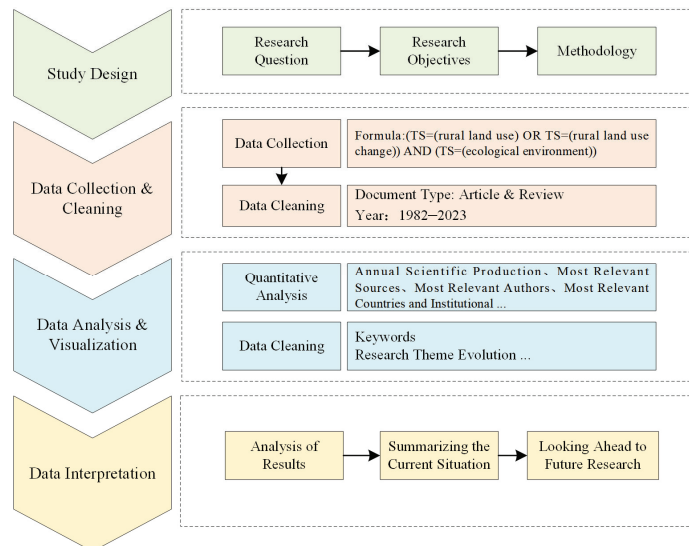 Study Design
Research
Question
Research
Objectives
Methodology
Data Collection &
Cleaning
Data Collection
Formula:(TS=(rural land use) OR TS=(rural land use
change)) AND (TS=(ecological environment))
Data Cleaning
Document Type: Article & Review
Year：1982—2023
Data Analysis &
Visualization
Quantitative
Analysis
Annual Scientific Production、Most Relevant
Sources、Most Relevant Authors、Most Relevant
Countries and Institutional ...
Data Cleaning
Keywords
Research Theme Evolution ...
Data Interpretation
Analysis of
Results
Summarizing the
Current Situation
Looking Ahead to
Future Research